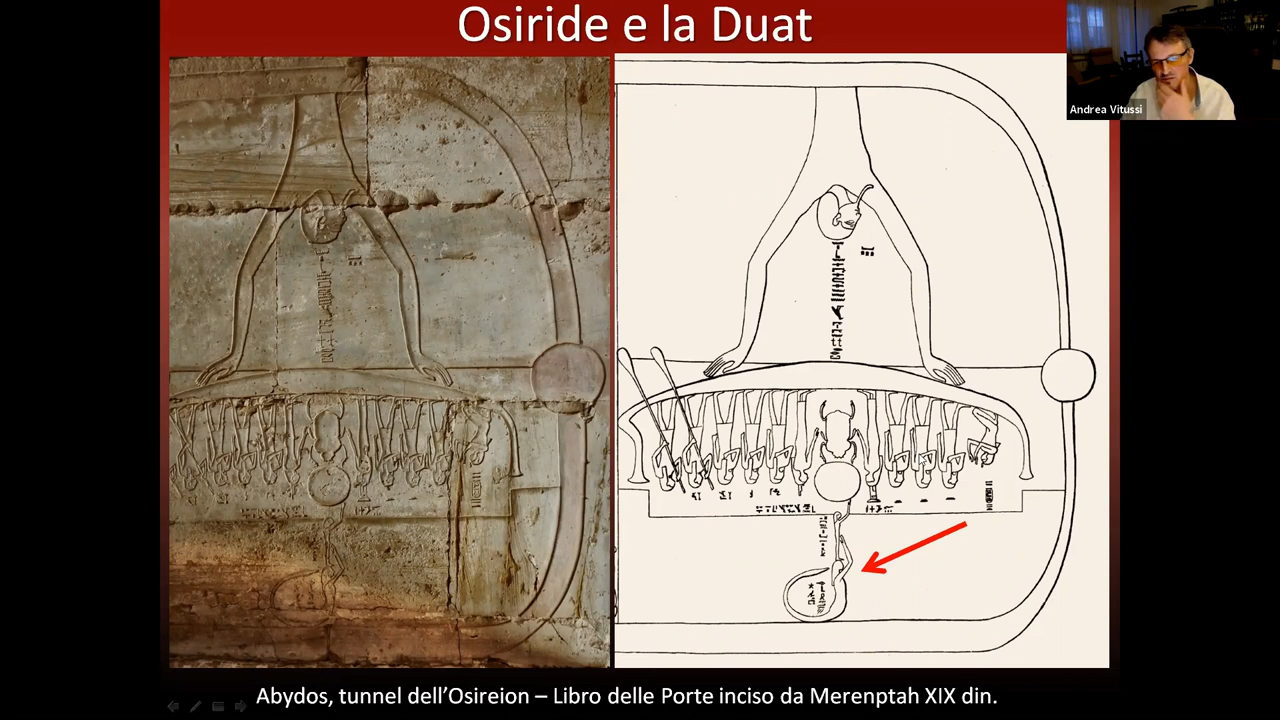 Osiride e la Duat
Andrea Vitussi
Abydos, tunnel dell'Osireion – Libro delle Porte inciso da Merenptah XIX din.